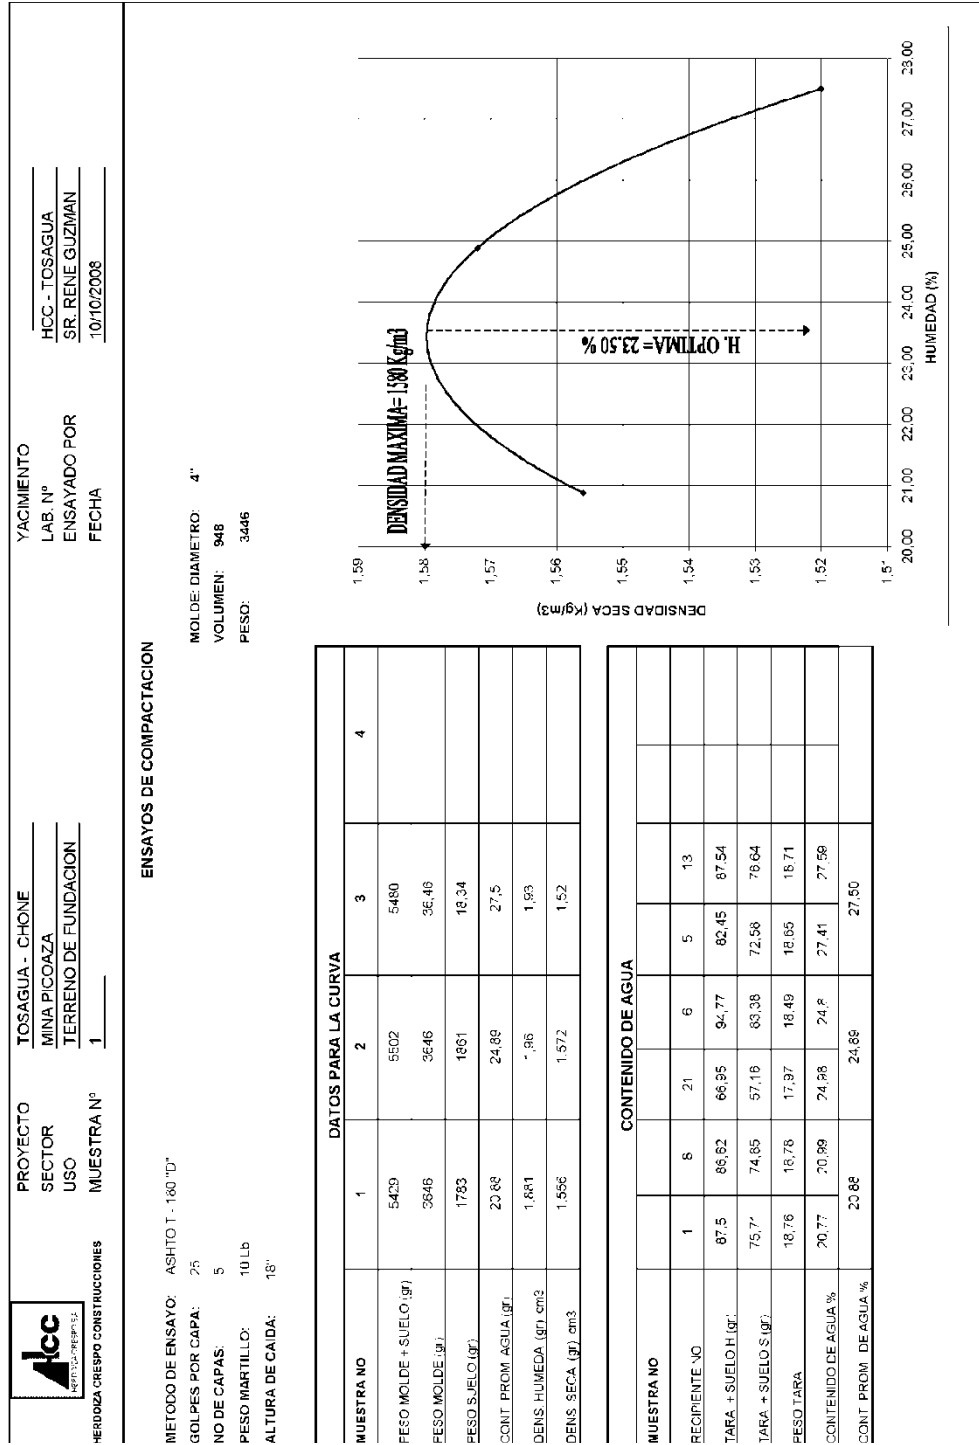 HCC
HERDOIZA CRESPO CONSTRUCCIONES
PROYECTO TOSAGUA - CHONE
SECTOR MINA PICOAZA
USO TERRENO DE FUNDACION
MUESTRA Nº 1
YACIMIENTO
LAB. Nº HCC - TOSAGUA
ENSAYADO POR SR. RENE GUZMAN
FECHA 10/10/2008
ENSAYOS DE COMPACTACION
METODO DE ENSAYO: ASHTO T - 180 "D"
GOLPES POR CAPA: 25
NO DE CAPAS: 5
PESO MARTILLO: 10 Lb
ALTURA DE CAIDA: 18"
MOLDE: DIAMETRO: 4"
VOLUMEN: 948
PESO: 3446
DATOS PARA LA CURVA
MUESTRA NO 1 2 3 4
PESO MOLDE + SUELO (gr) 5429 5502 5480
PESO MOLDE (gr) 3646 3646 36,46
PESO SUELO (gr) 1783 1861 18,34
CONT PROM AGUA (gr) 20 88 24,89 27,5
DENS. HUMEDA (gr) cm3 1,881 1,96 1,93
DENS SECA (gr) cm3 1.556 1.572 1,52
CONTENIDO DE AGUA
MUESTRA NO
RECIPIENTE NO 1 8 21 6 5 13
TARA + SUELO H (gr) 87,5 86,62 66,95 94,77 82,45 87,54
TARA + SUELO S (gr) 75,71 74,85 57,16 83,38 72,58 76,64
PESO TARA 18,76 18,78 17,97 18,49 18,65 18,71
CONTENIDO DE AGUA % 20,77 20,99 24,98 24,8 27,41 27,59
CONT PROM DE AGUA % 20 88 24,89 27,50
DENSIDAD SECA (Kg/m3)
1,59
1,58
1,57
1,56
1,55
1,54
1,53
1,52
DENSIDAD MAXIMA= 1580 Kg/m3
H. OPTIMA = 23.50 %
20,00 21,00 22,00 23,00 24,00 25,00 26,00 27,00 28,00
HUMEDAD (%)